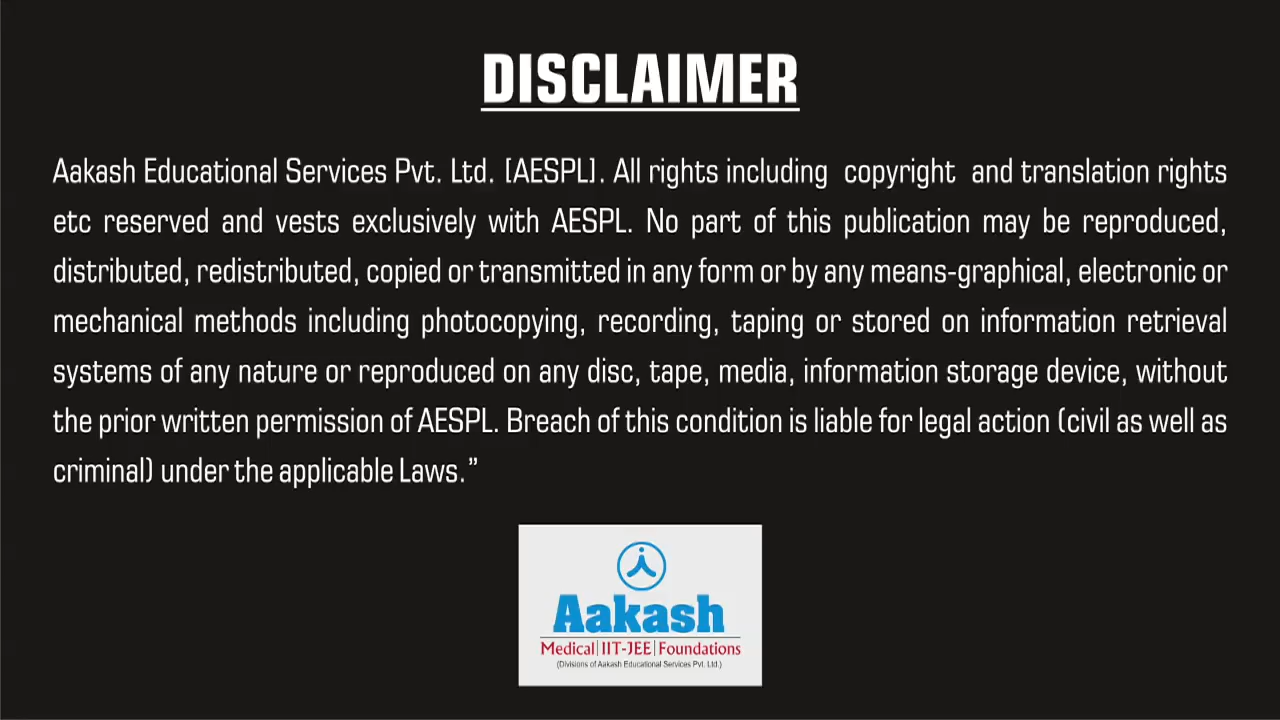 DISCLAIMER
Aakash Educational Services Pvt. Ltd. (AESPL). All rights including copyright and translation rights
etc reserved and vests exclusively with AESPL. No part of this publication may be reproduced,
distributed, redistributed, copied or transmitted in any form or by any means-graphical, electronic or
mechanical methods including photocopying, recording, taping or stored on information retrieval
systems of any nature or reproduced on any disc, tape, media, information storage device, without
the prior written permission of AESPL. Breach of this condition is liable for legal action (civil as well as
criminal) under the applicable Laws.”
Aakash
Medical|IIT-JEE|Foundations
(Divisions of Aakash Educational Services Pvt. Ltd.)